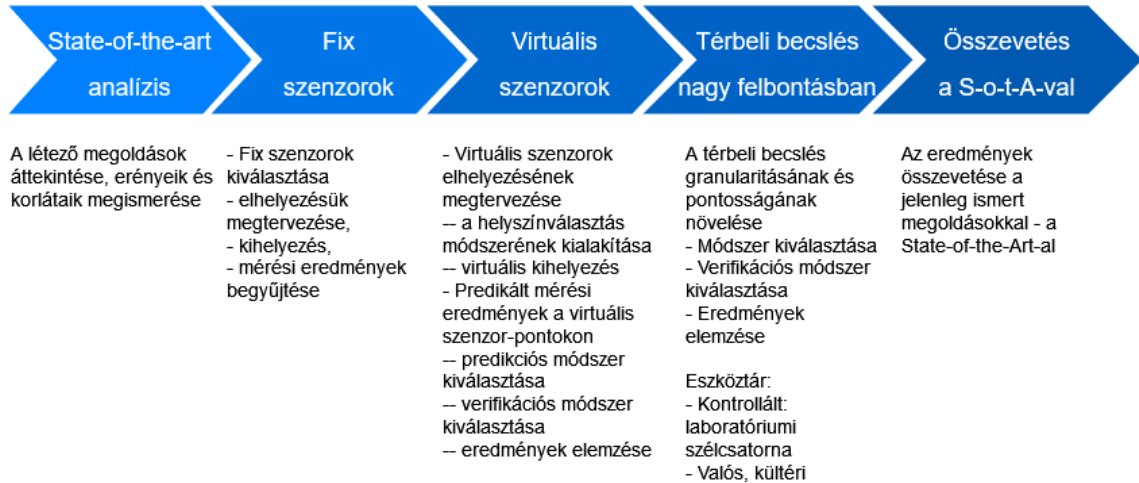 State-of-the-art
analízis
Fix
szenzorok
Virtuális
szenzorok
Térbeli becslés
nagy felbontásban
Összevetés
a S-o-t-A-val
A létező megoldások
áttekintése, erényeik és
korlátaik megismerése
- Fix szenzorok
kiválasztása
- elhelyezésük
megtervezése,
- kihelyezés,
- mérési eredmények
begyűjtése
- Virtuális szenzorok
elhelyezésének
megtervezése
-- a helyszínválasztás
módszerének kialakítása
-- virtuális kihelyezés
- Predikált mérési
eredmények a virtuális
szenzor-pontokon
-- predikciós módszer
kiválasztása
-- verifikációs módszer
kiválasztása
-- eredmények elemzése
A térbeli becslés
granularitásának és
pontosságának
növelése
- Módszer kiválasztása
- Verifikációs módszer
kiválasztása
- Eredmények
elemzése
Eszköztár:
- Kontrollált:
laboratóriumi
szélcsatorna
- Valós, kültéri
Az eredmények
összevetése a
jelenleg ismert
megoldásokkal - a
State-of-the-Art-al